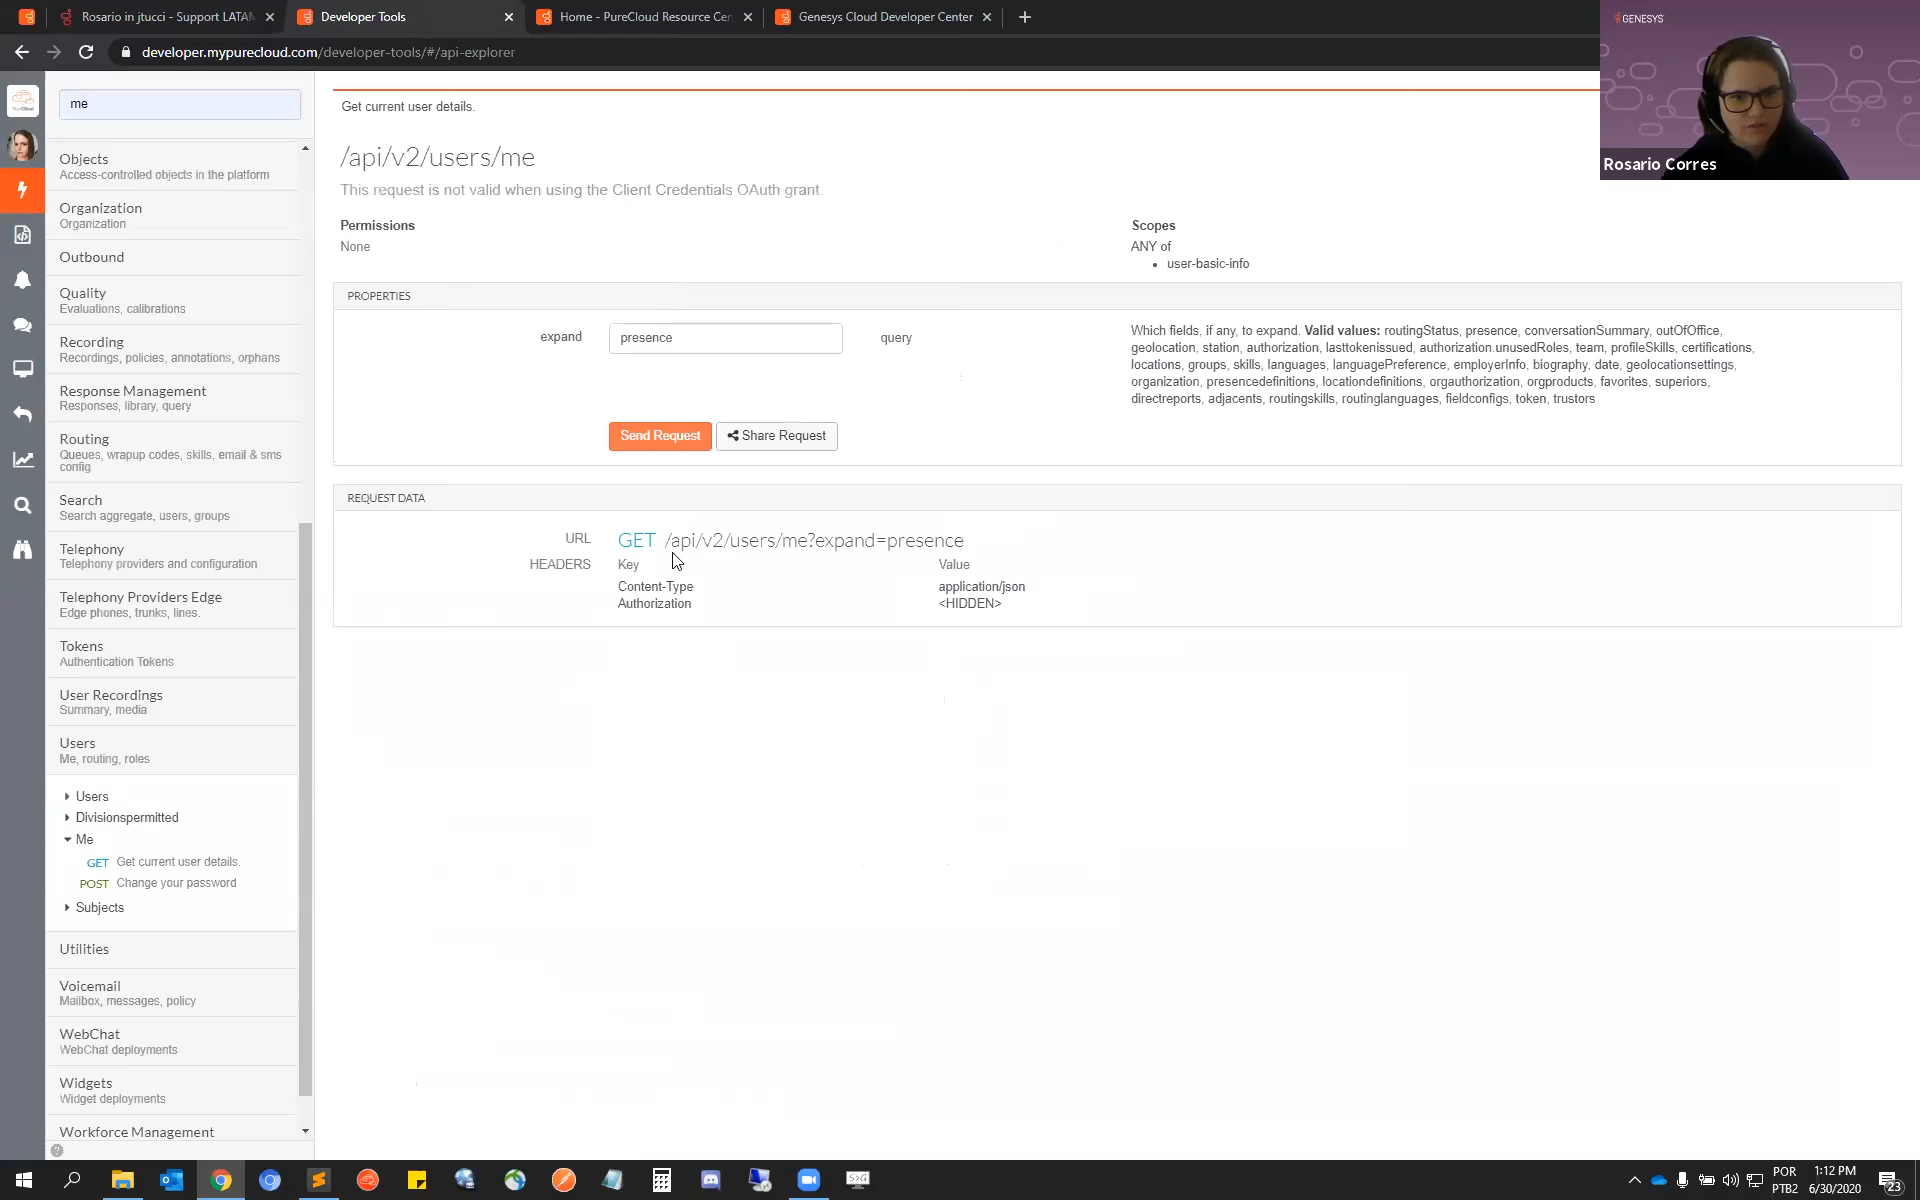 Rosario in jtucci - Support LATAM
Developer Tools
Home - PureCloud Resource Cen
Genesys Cloud Developer Center
developer.mypurecloud.com/developer-tools/#/api-explorer
GENESYS
Rosario Corres
me
Objects
Access-controlled objects in the platform
Organization
Organization
Outbound
Quality
Evaluations, calibrations
Recording
Recordings, policies, annotations, orphans
Response Management
Responses, library, query
Routing
Queues, wrapup codes, skills, email & sms
config
Search
Search aggregate, users, groups
Telephony
Telephony providers and configuration
Telephony Providers Edge
Edge phones, trunks, lines.
Tokens
Authentication Tokens
User Recordings
Summary, media
Users
Me, routing, roles
Users
Divisionspermitted
Me
GET Get current user details.
POST Change your password
Subjects
Utilities
Voicemail
Mailbox, messages, policy
WebChat
WebChat deployments
Widgets
Widget deployments
Workforce Management
Get current user details.
/api/v2/users/me
This request is not valid when using the Client Credentials OAuth grant.
Permissions
None
Scopes
ANY of
user-basic-info
PROPERTIES
expand presence query
Which fields, if any, to expand. Valid values: routingStatus, presence, conversationSummary, outOfOffice,
geolocation, station, authorization, lasttokenissued, authorization.unusedRoles, team, profileSkills, certifications,
locations, groups, skills, languages, languagePreference, employerInfo, biography, date, geolocationsettings,
organization, presencedefinitions, locationdefinitions, orgauthorization, orgproducts, favorites, superiors,
directreports, adjacents, routingskills, routinglanguages, fieldconfigs, token, trustors
Send Request Share Request
REQUEST DATA
URL GET /api/v2/users/me?expand=presence
HEADERS Key Value
Content-Type application/json
Authorization <HIDDEN>
POR
PTB2
1:12 PM
6/30/2020
23